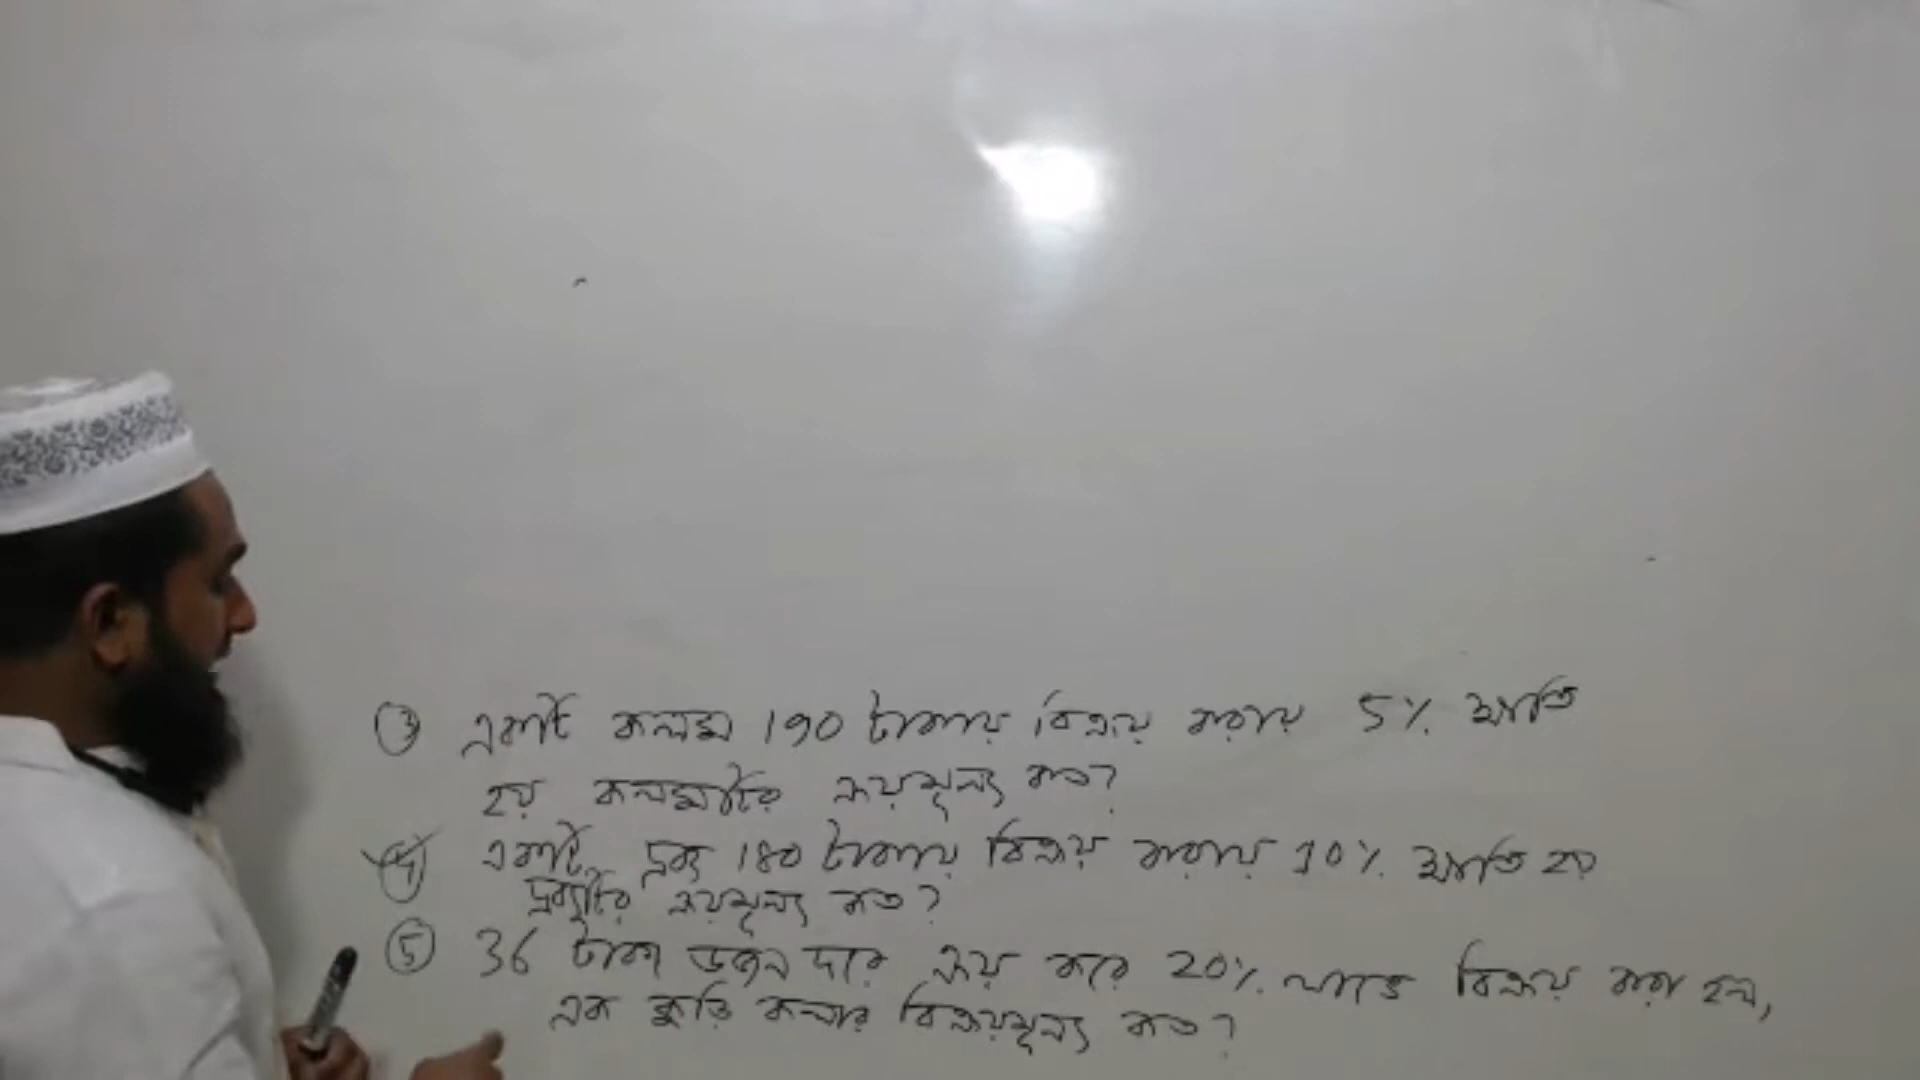 ③ একটি কলম 190 টাকায় বিক্রয় করায় 5% ক্ষতি
হয় কলমটির ক্রয়মূল্য কত?
④ একটি দ্রব্য 180 টাকায় বিক্রয় করায় 10% ক্ষতি হয়
দ্রব্যটির ক্রয়মূল্য কত?
⑤ 36 টাকা ডজন দরে ক্রয় করে 20% লাভে বিক্রয় করা হল,
এক কুড়ি কলার বিক্রয়মূল্য কত?